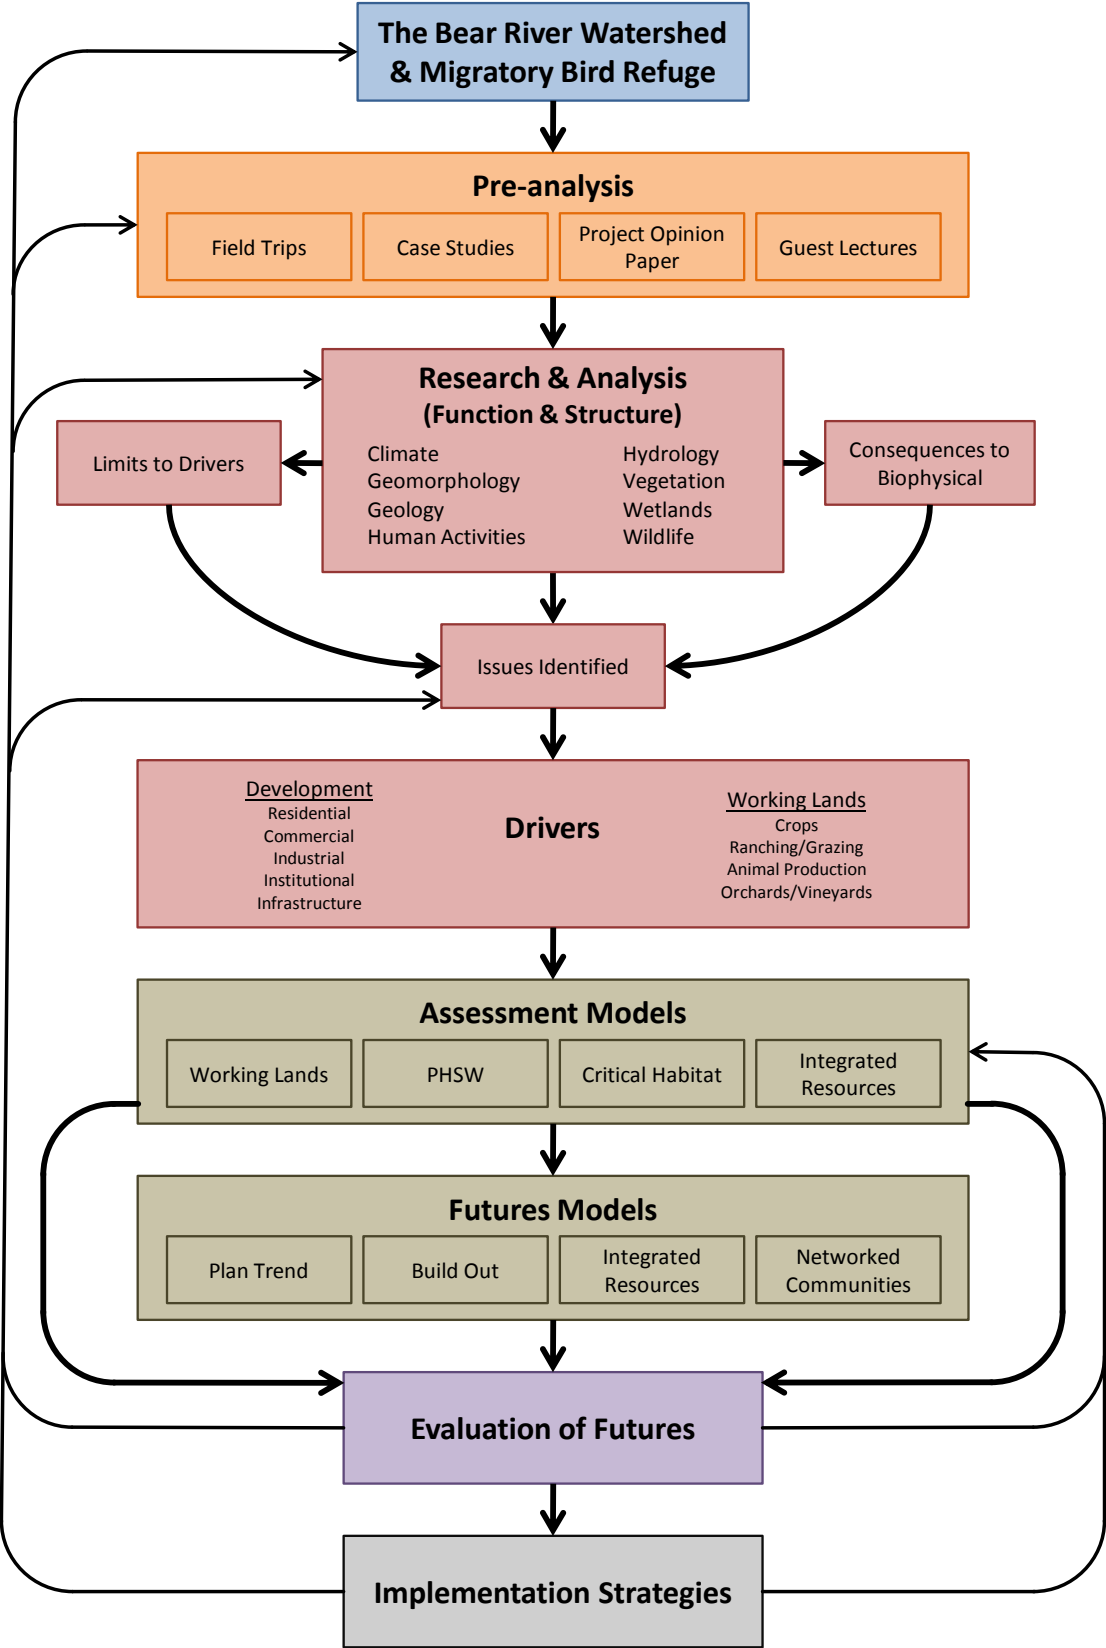 The Bear River Watershed
& Migratory Bird Refuge
Pre-analysis
Field Trips
Case Studies
Project Opinion
Paper
Guest Lectures
Research & Analysis
(Function & Structure)
Climate
Geomorphology
Geology
Human Activities
Hydrology
Vegetation
Wetlands
Wildlife
Limits to Drivers
Consequences to
Biophysical
Issues Identified
Development
Residential
Commercial
Industrial
Institutional
Infrastructure
Drivers
Working Lands
Crops
Ranching/Grazing
Animal Production
Orchards/Vineyards
Assessment Models
Working Lands
PHSW
Critical Habitat
Integrated
Resources
Futures Models
Plan Trend
Build Out
Integrated
Resources
Networked
Communities
Evaluation of Futures
Implementation Strategies